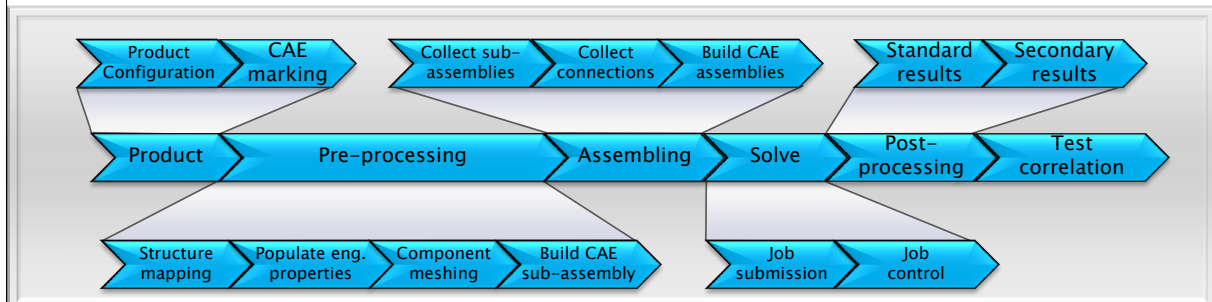 Product
Configuration
CAE
marking
Collect sub-
assemblies
Collect
connections
Build CAE
assemblies
Standard
results
Secondary
results
Product
Pre-processing
Assembling
Solve
Post-
processing
Test
correlation
Structure
mapping
Populate eng.
properties
Component
meshing
Build CAE
sub-assembly
Job
submission
Job
control